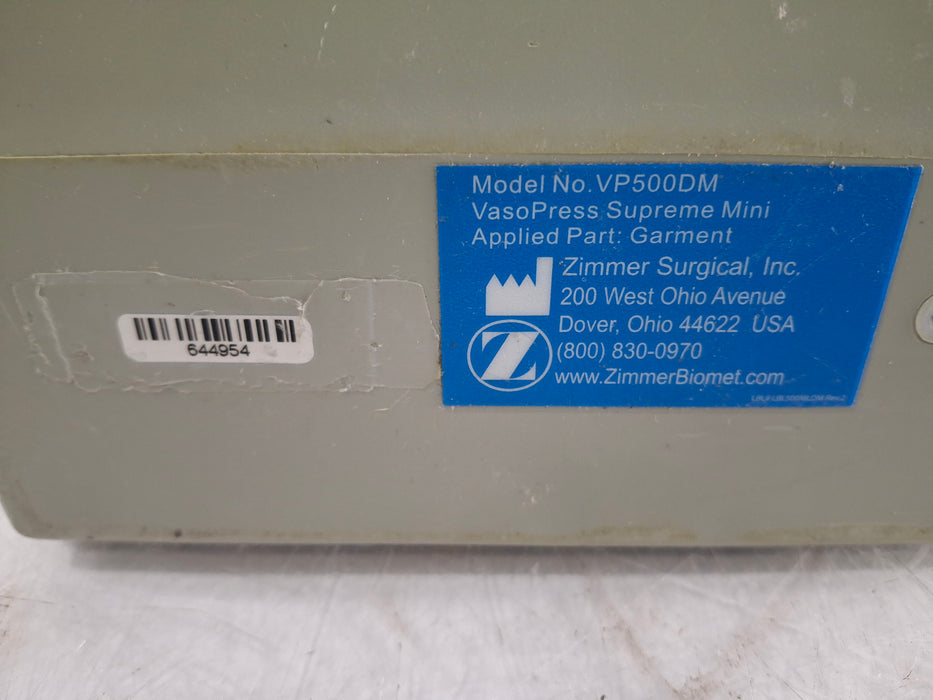 Model No. VP500DM
VasoPress Supreme Mini
Applied Part: Garment
Zimmer Surgical, Inc.
200 West Ohio Avenue
Dover, Ohio 44622 USA
(800) 830-0970
www.ZimmerBiomet.com
Z
644954